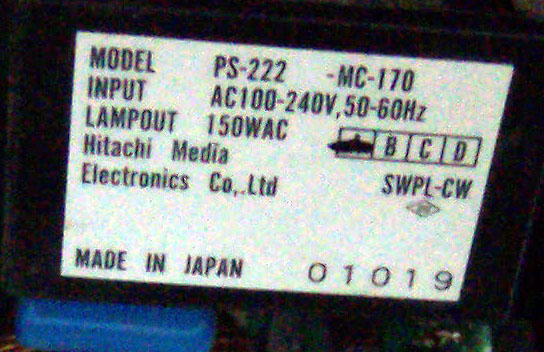 MODEL PS-222 -MC-170
INPUT AC100-240V,50-60Hz
LAMPOUT 150WAC
B C D
Hitachi Media
Electronics Co,.Ltd SWPL-CW
MADE IN JAPAN 01019